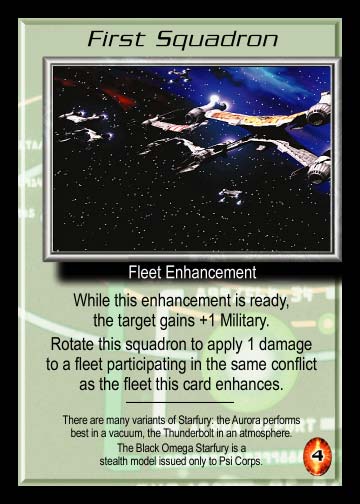 First Squadron
Fleet Enhancement
While this enhancement is ready,
the target gains +1 Military.
Rotate this squadron to apply 1 damage
to a fleet participating in the same conflict
as the fleet this card enhances.
There are many variants of Starfury: the Aurora performs
best in a vacuum, the Thunderbolt in an atmosphere.
The Black Omega Starfury is a
stealth model issued only to Psi Corps.
4